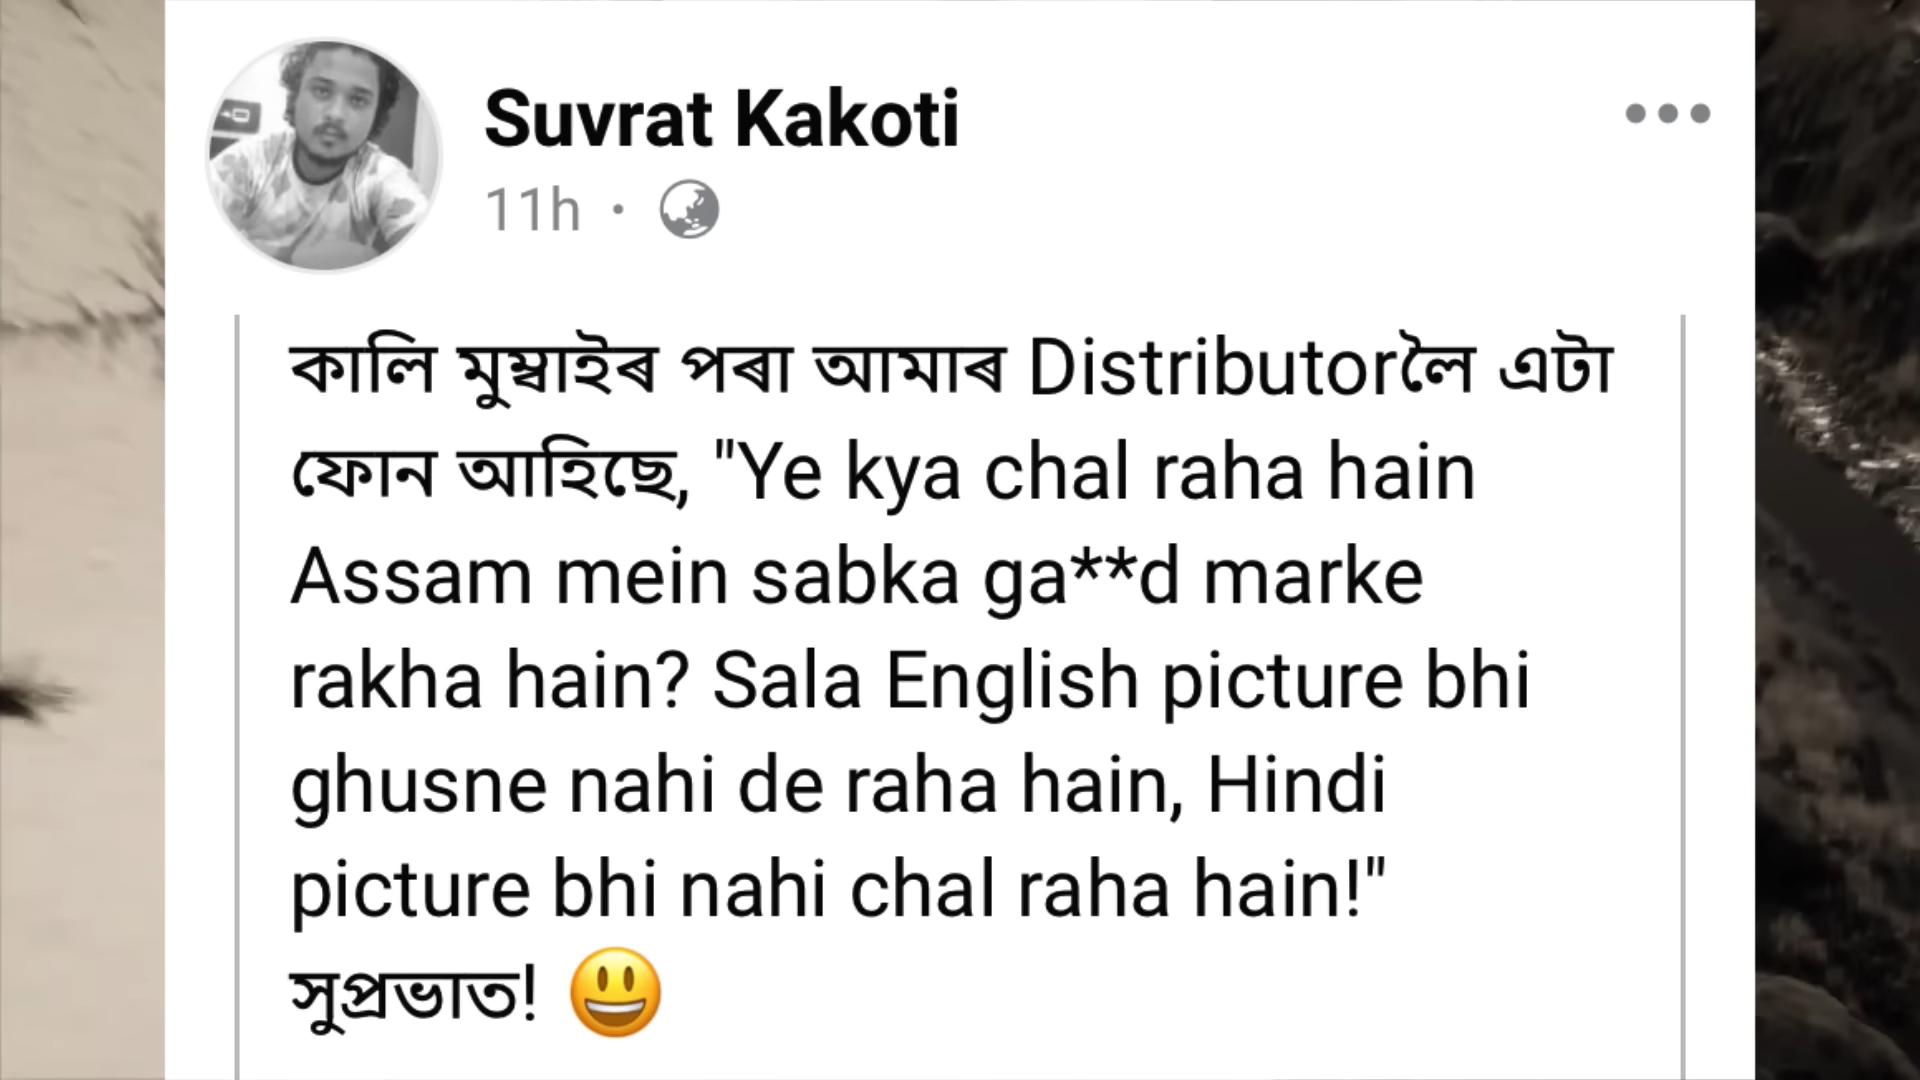 Suvrat Kakoti
11h ·
কালি মুম্বাইৰ পৰা আমাৰ Distributorলৈ এটা
ফোন আহিছে, "Ye kya chal raha hain
Assam mein sabka ga**d marke
rakha hain? Sala English picture bhi
ghusne nahi de raha hain, Hindi
picture bhi nahi chal raha hain!"
সুপ্ৰভাত! 😃